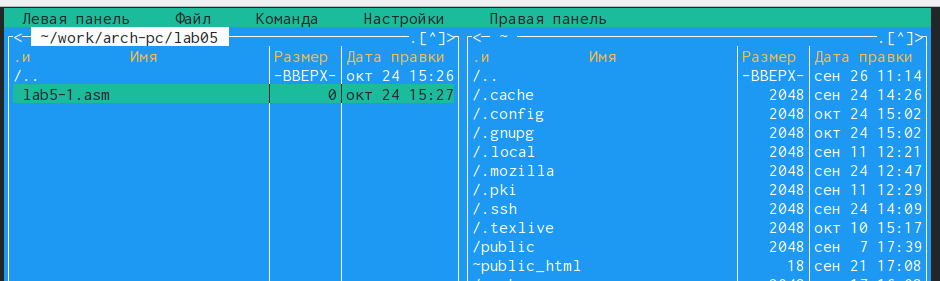 Левая панель Файл Команда Настройки Правая панель
<─ ~/work/arch-pc/lab05 ─.[^]> <─ ~ ─.[^]>
.и Имя Размер Дата правки .и Имя Размер Дата правки
/.. -ВВЕРХ- окт 24 15:26 /.. -ВВЕРХ- сен 26 11:14
lab5-1.asm 0 окт 24 15:27 /.cache 2048 сен 24 14:26
/.config 2048 окт 24 15:02
/.gnupg 2048 окт 24 15:02
/.local 2048 сен 11 12:21
/.mozilla 2048 сен 24 12:47
/.pki 2048 сен 11 12:29
/.ssh 2048 сен 24 14:09
/.texlive 2048 окт 10 15:17
/public 2048 сен 7 17:39
~public_html 18 сен 21 17:08